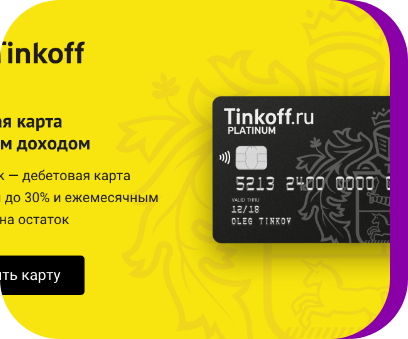 Tinkoff
ая карта
м доходом
к — дебетовая карта
до 30% и ежемесячным
на остаток
ть карту
Tinkoff.ru
PLATINUM
5213 2400 0000 0
VALID THRU
12/18
OLEG TINKOV